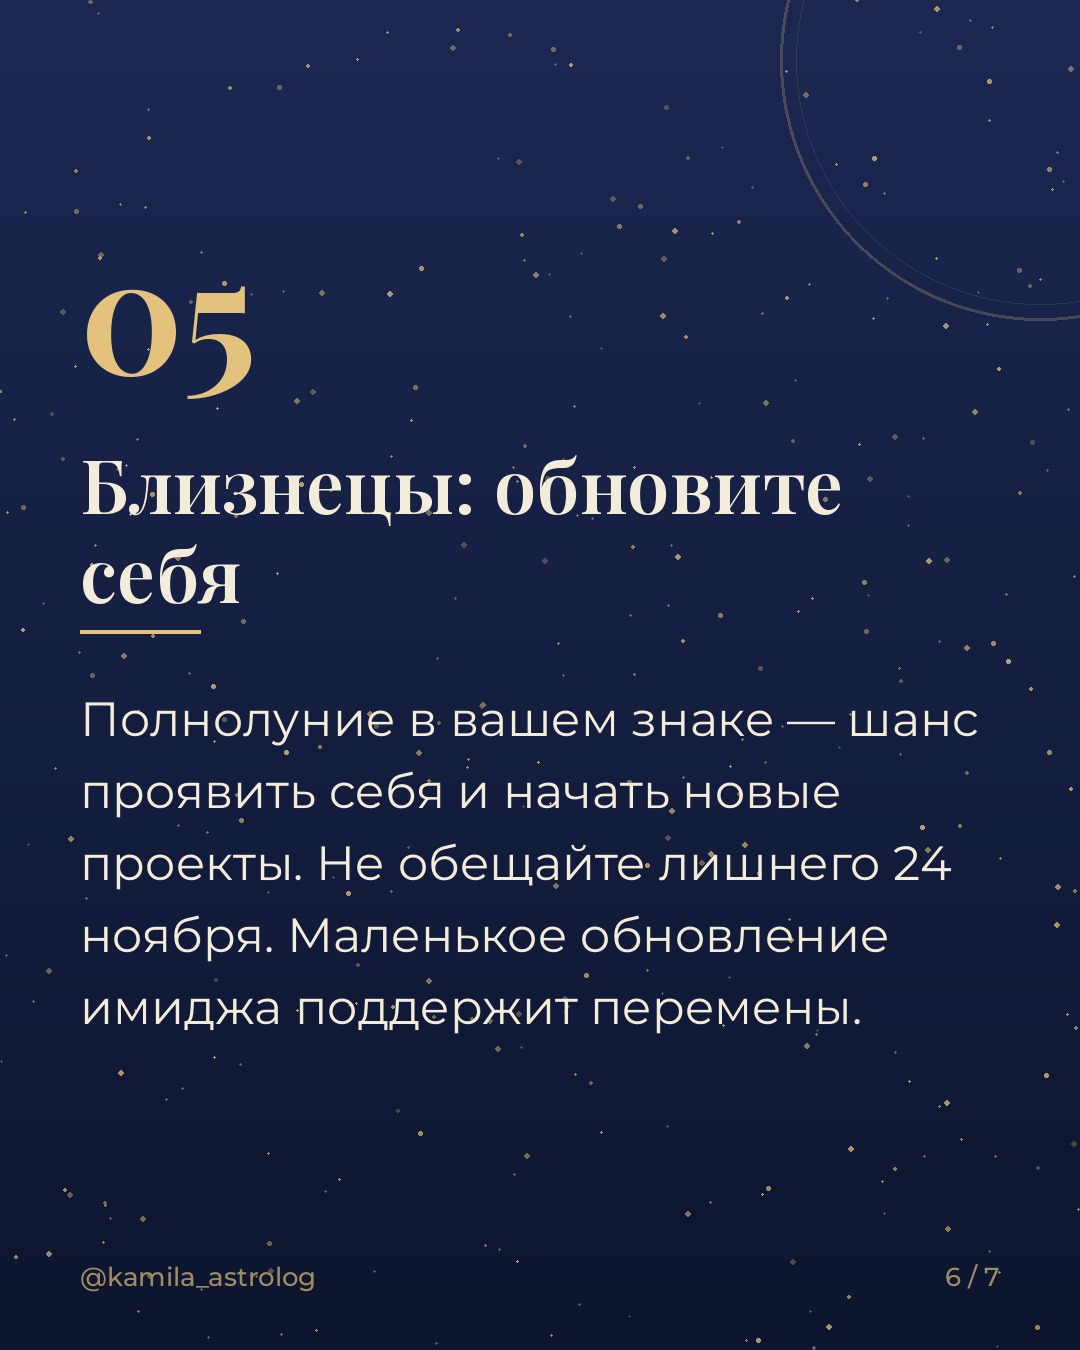 05
Близнецы: обновите
себя
Полнолуние в вашем знаке — шанс
проявить себя и начать новые
проекты. Не обещайте лишнего 24
ноября. Маленькое обновление
имиджа поддержит перемены.
@kamila_astrolog
6 / 7